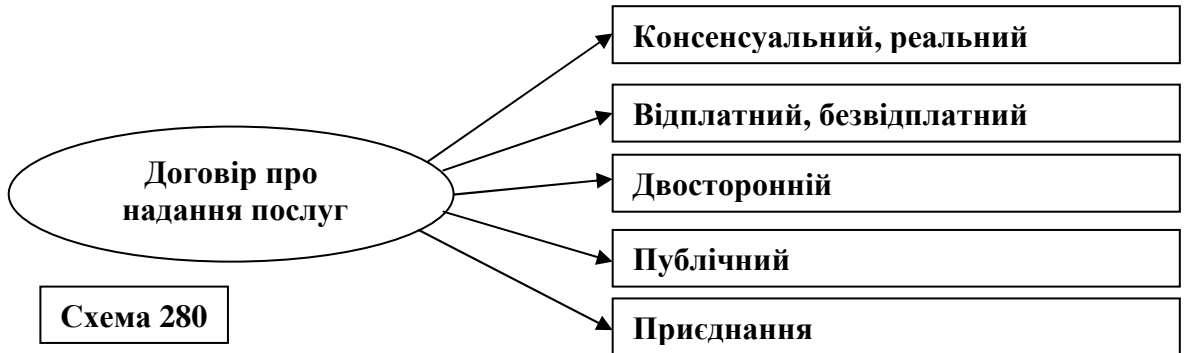 Консенсуальний, реальний
Відплатний, безвідплатний
Договір про
надання послуг
Двосторонній
Публічний
Схема 280
Приєднання